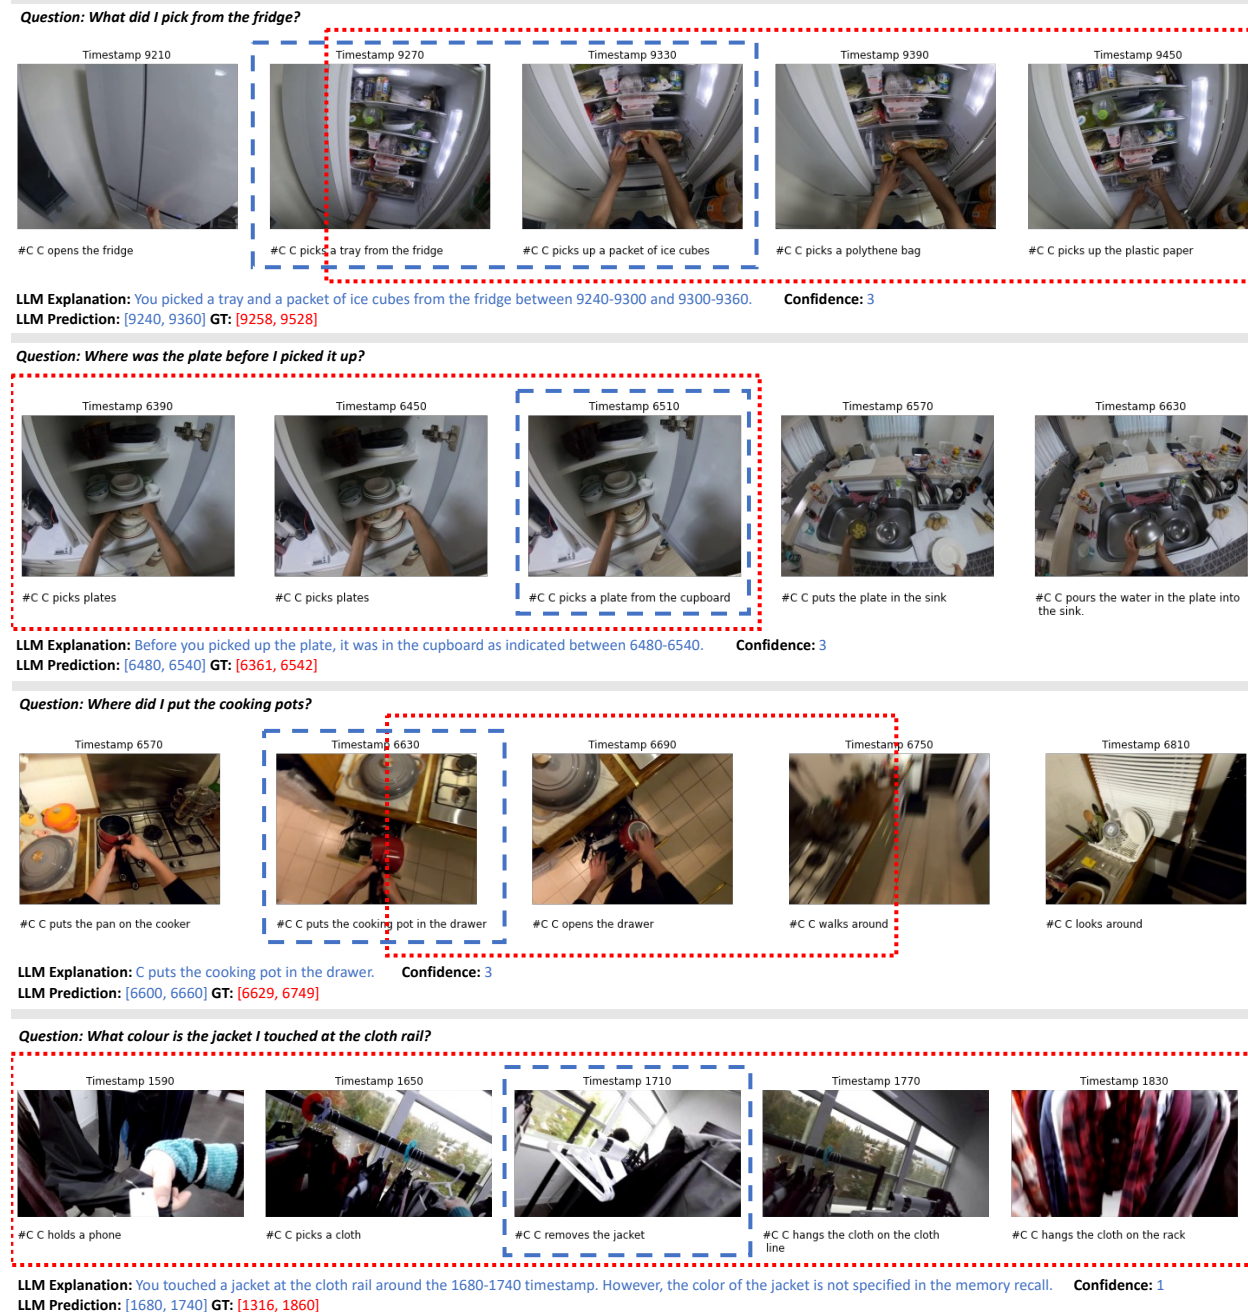 Question: What did I pick from the fridge?
Timestamp 9210 Timestamp 9270 Timestamp 9330 Timestamp 9390 Timestamp 9450
#C C opens the fridge #C C picks a tray from the fridge #C C picks up a packet of ice cubes #C C picks a polythene bag #C C picks up the plastic paper
LLM Explanation: You picked a tray and a packet of ice cubes from the fridge between 9240-9300 and 9300-9360. Confidence: 3
LLM Prediction: [9240, 9360] GT: [9258, 9528]
Question: Where was the plate before I picked it up?
Timestamp 6390 Timestamp 6450 Timestamp 6510 Timestamp 6570 Timestamp 6630
#C C picks plates #C C picks plates #C C picks a plate from the cupboard #C C puts the plate in the sink #C C pours the water in the plate into
the sink.
LLM Explanation: Before you picked up the plate, it was in the cupboard as indicated between 6480-6540. Confidence: 3
LLM Prediction: [6480, 6540] GT: [6361, 6542]
Question: Where did I put the cooking pots?
Timestamp 6570 Timestamp 6630 Timestamp 6690 Timestamp 6750 Timestamp 6810
#C C puts the pan on the cooker #C C puts the cooking pot in the drawer #C C opens the drawer #C C walks around #C C looks around
LLM Explanation: C puts the cooking pot in the drawer. Confidence: 3
LLM Prediction: [6600, 6660] GT: [6629, 6749]
Question: What colour is the jacket I touched at the cloth rail?
Timestamp 1590 Timestamp 1650 Timestamp 1710 Timestamp 1770 Timestamp 1830
#C C holds a phone #C C picks a cloth #C C removes the jacket #C C hangs the cloth on the cloth #C C hangs the cloth on the rack
line
LLM Explanation: You touched a jacket at the cloth rail around the 1680-1740 timestamp. However, the color of the jacket is not specified in the memory recall. Confidence: 1
LLM Prediction: [1680, 1740] GT: [1316, 1860]